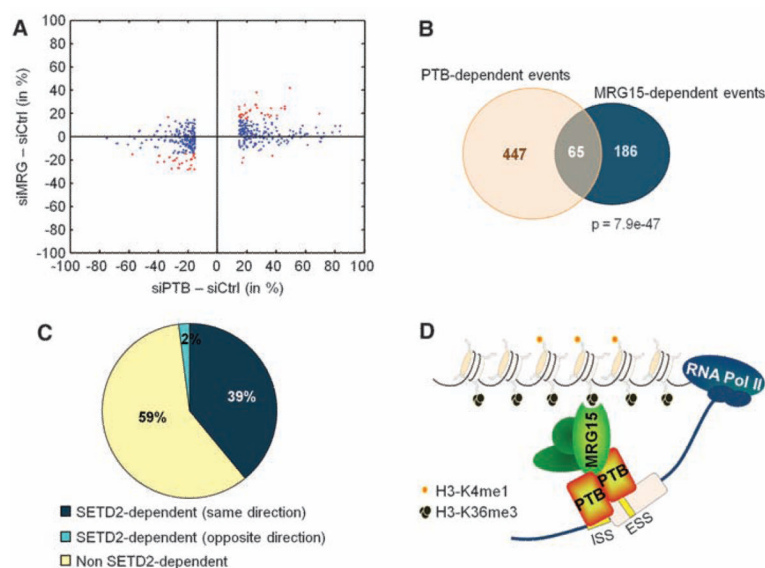 A
siMRG – siCtrl (in %)
100
80
60
40
20
0
-20
-40
-60
-80
-100
-100 -80 -60 -40 -20 0 20 40 60 80 100
siPTB – siCtrl (in %)
B
PTB-dependent events
MRG15-dependent events
447
65
186
p = 7.9e-47
C
2%
39%
59%
SETD2-dependent (same direction)
SETD2-dependent (opposite direction)
Non SETD2-dependent
D
RNA Pol II
MRG15
PTB
PTB
H3-K4me1
H3-K36me3
ISS
ESS